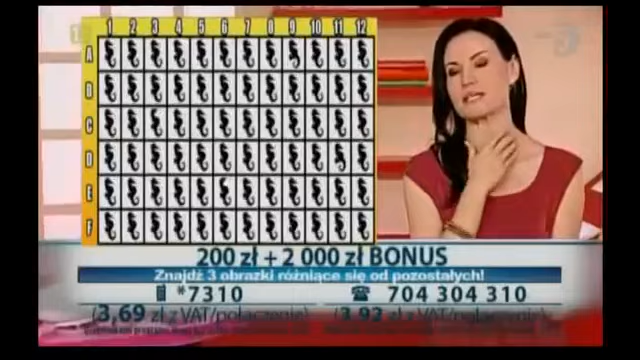 1 2 3 4 5 6 7 8 9 10 11 12
A
D
C
D
E
F
200 zł + 2 000 zł BONUS
Znajdź 3 obrazki różniące się od pozostałych!
*7310 704 304 310
(3,69 zł z VAT/połączenie) (3,92 zł z VAT/połączenie)